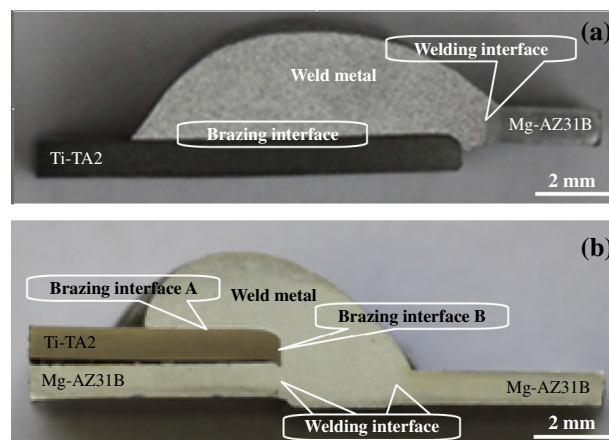 (a)
Welding interface
Weld metal
Brazing interface
Mg-AZ31B
Ti-TA2
2 mm
(b)
Brazing interface A
Weld metal
Brazing interface B
Ti-TA2
Mg-AZ31B
Mg-AZ31B
Welding interface
2 mm